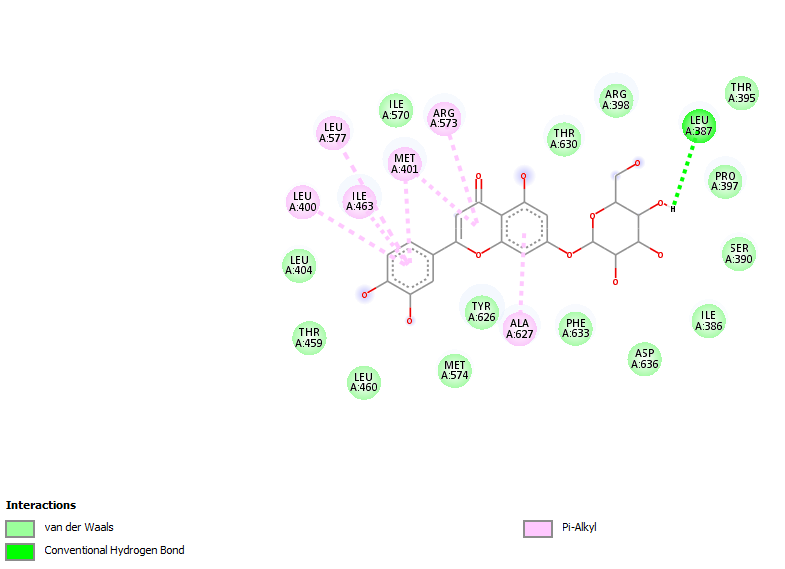 THR
A:395
ARG
A:398
ILE
A:570
ARG
A:573
LEU
A:387
LEU
A:577
THR
A:630
MET
A:401
PRO
A:397
LEU
A:400
ILE
A:463
O
O
O
H
O
O
SER
A:390
LEU
A:404
O
O
O
O
O
O
TYR
A:626
ALA
A:627
PHE
A:633
ILE
A:386
THR
A:459
ASP
A:636
MET
A:574
LEU
A:460
Interactions
van der Waals
Conventional Hydrogen Bond
Pi-Alkyl